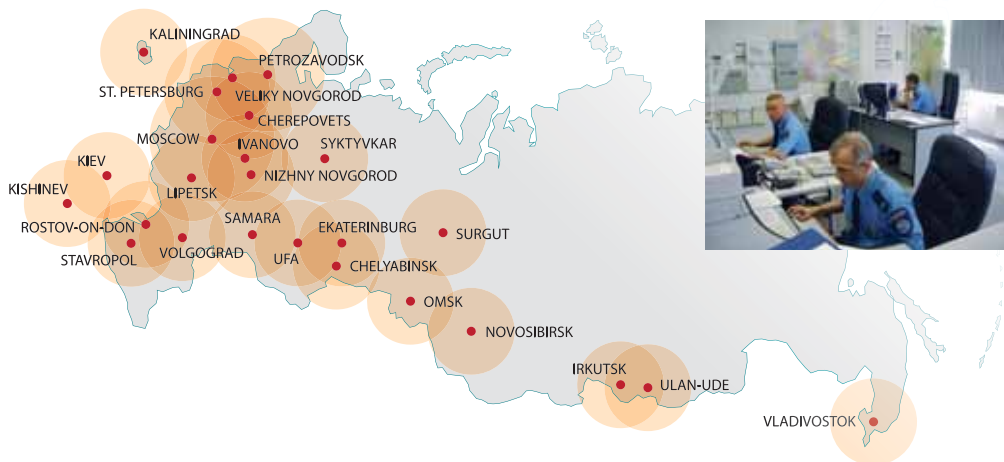 KALININGRAD
PETROZAVODSK
ST. PETERSBURG
VELIKY NOVGOROD
CHEREPOVETS
MOSCOW
IVANOVO
SYKTYVKAR
KIEV
NIZHNY NOVGOROD
KISHINEV
LIPETSK
SAMARA
EKATERINBURG
ROSTOV-ON-DON
SURGUT
VOLGOGRAD
UFA
STAVROPOL
CHELYABINSK
OMSK
NOVOSIBIRSK
IRKUTSK
ULAN-UDE
VLADIVOSTOK